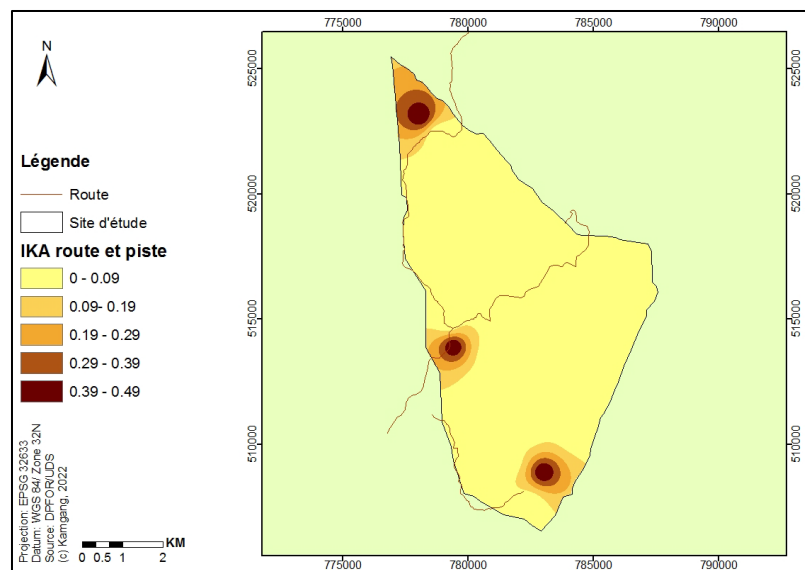 775000 780000 785000 790000
525000
520000
515000
510000
525000
520000
515000
510000
N
Légende
Route
Site d'étude
IKA route et piste
0 - 0.09
0.09- 0.19
0.19 - 0.29
0.29 - 0.39
0.39 - 0.49
Projection: EPSG 32633
Datum: WGS 84/ Zone 32N
Source: DPFOR/UDS
(c) Kamgang, 2022
0 0.5 1 2 KM
775000 780000 785000 790000